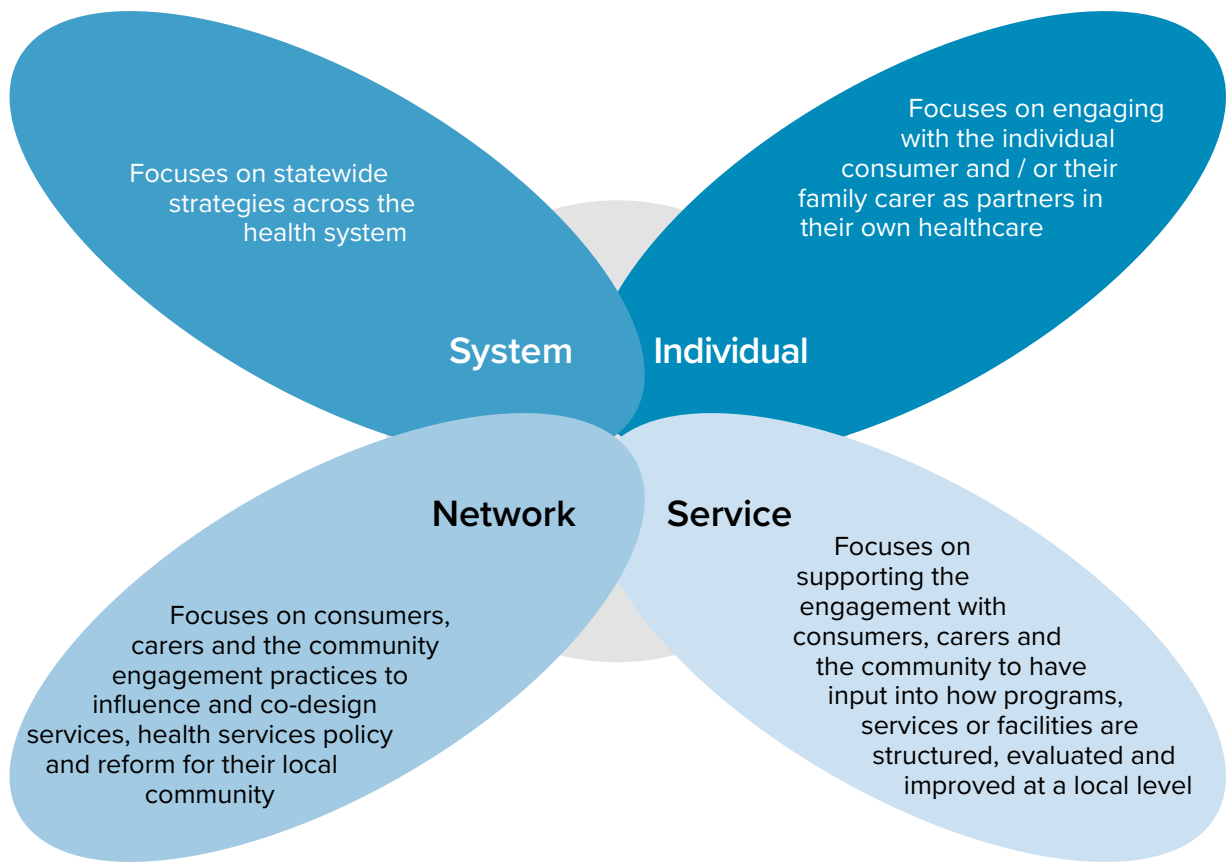 Focuses on statewide
strategies across the
health system
System
Focuses on engaging
with the individual
consumer and / or their
family carer as partners in
their own healthcare
Individual
Network
Focuses on consumers,
carers and the community
engagement practices to
influence and co-design
services, health services policy
and reform for their local
community
Service
Focuses on
supporting the
engagement with
consumers, carers and
the community to have
input into how programs,
services or facilities are
structured, evaluated and
improved at a local level